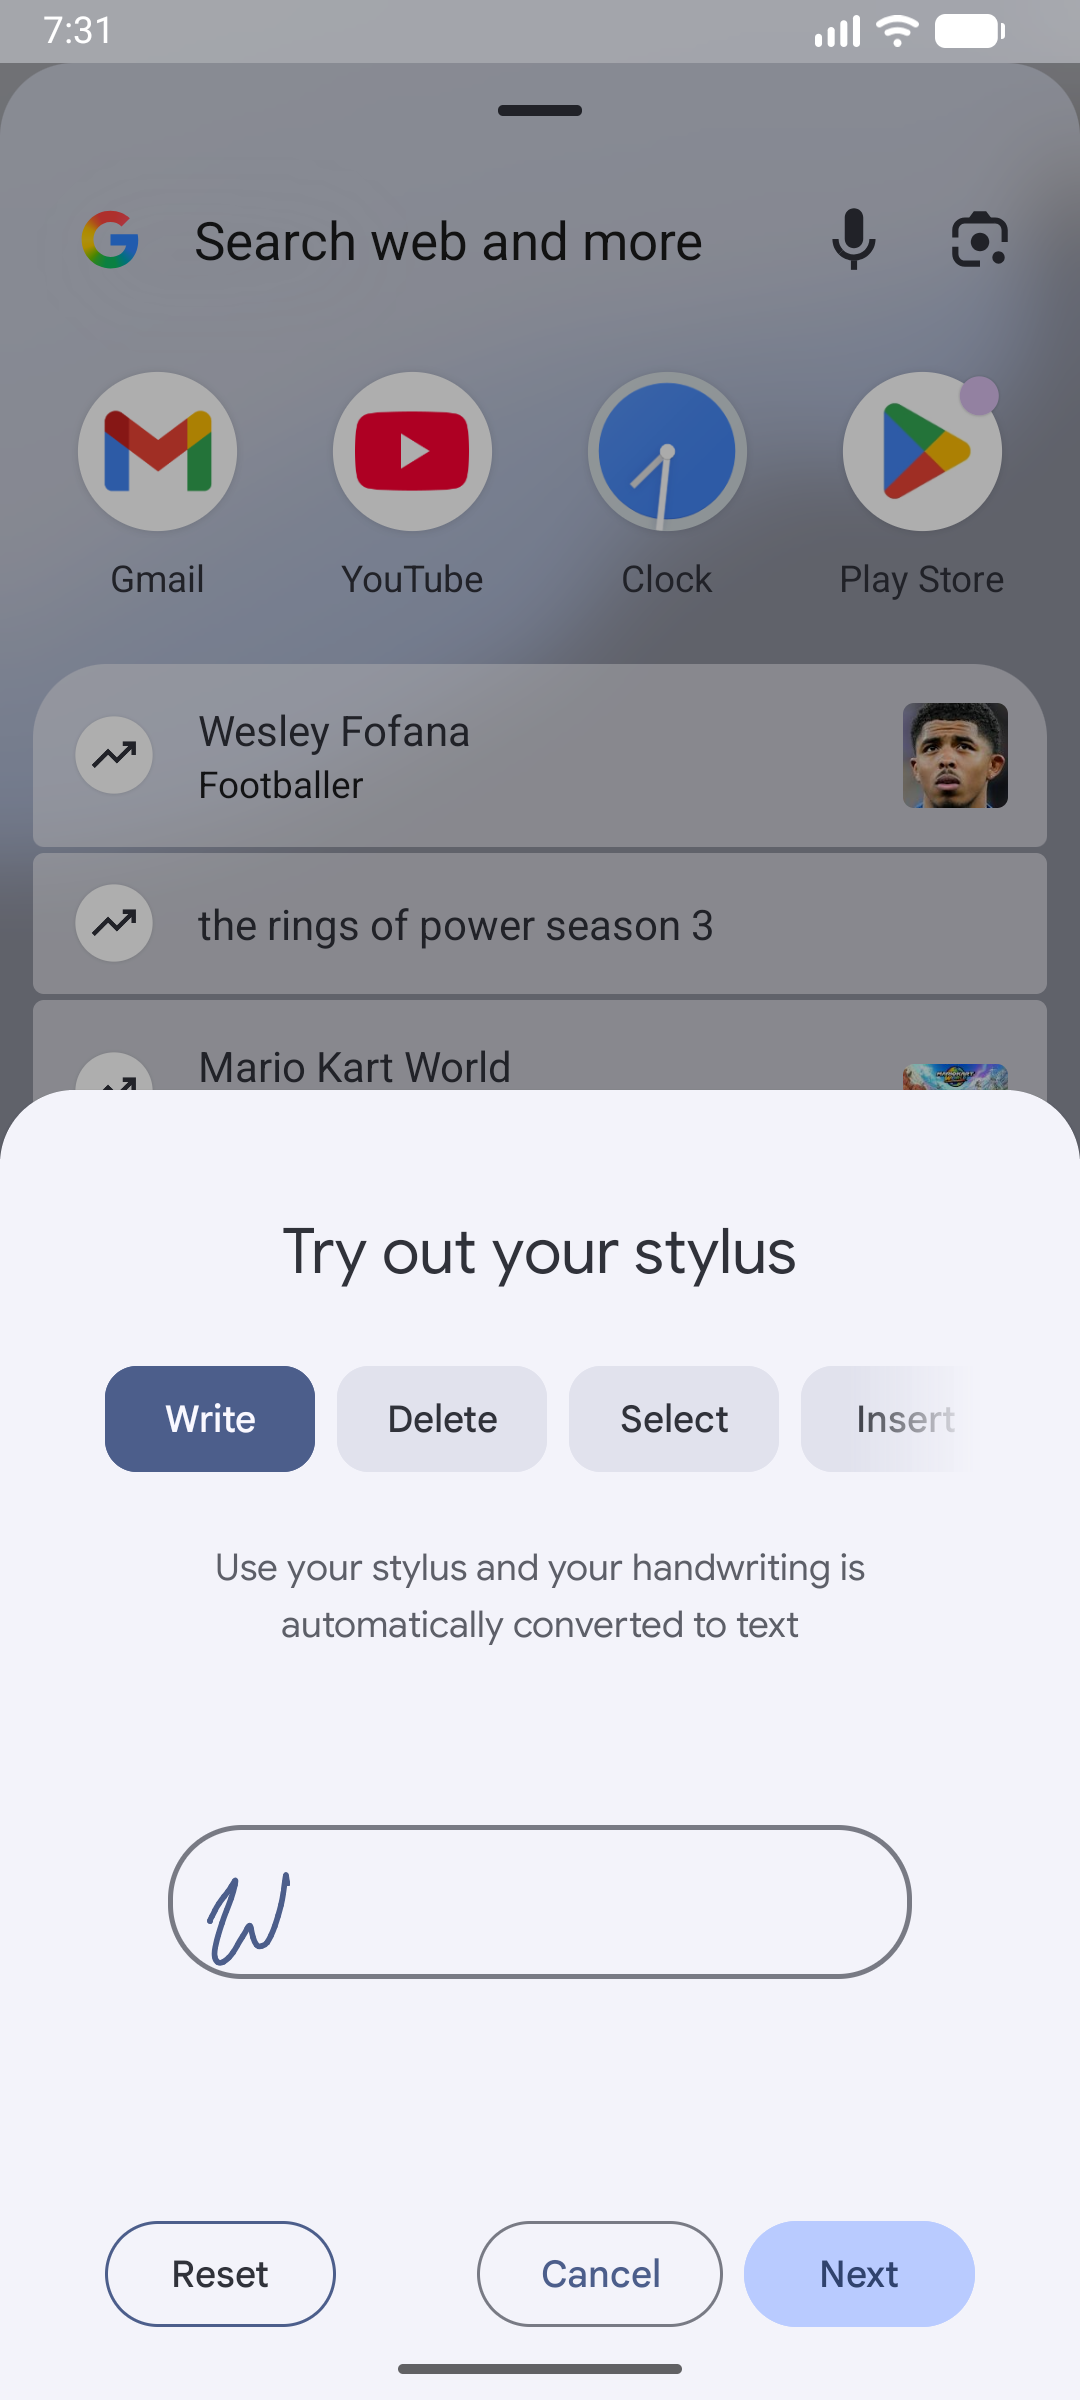 7:31
Search web and more
Gmail YouTube Clock Play Store
Wesley Fofana
Footballer
the rings of power season 3
Mario Kart World
Try out your stylus
Write Delete Select Insert
Use your stylus and your handwriting is
automatically converted to text
W
Reset Cancel Next